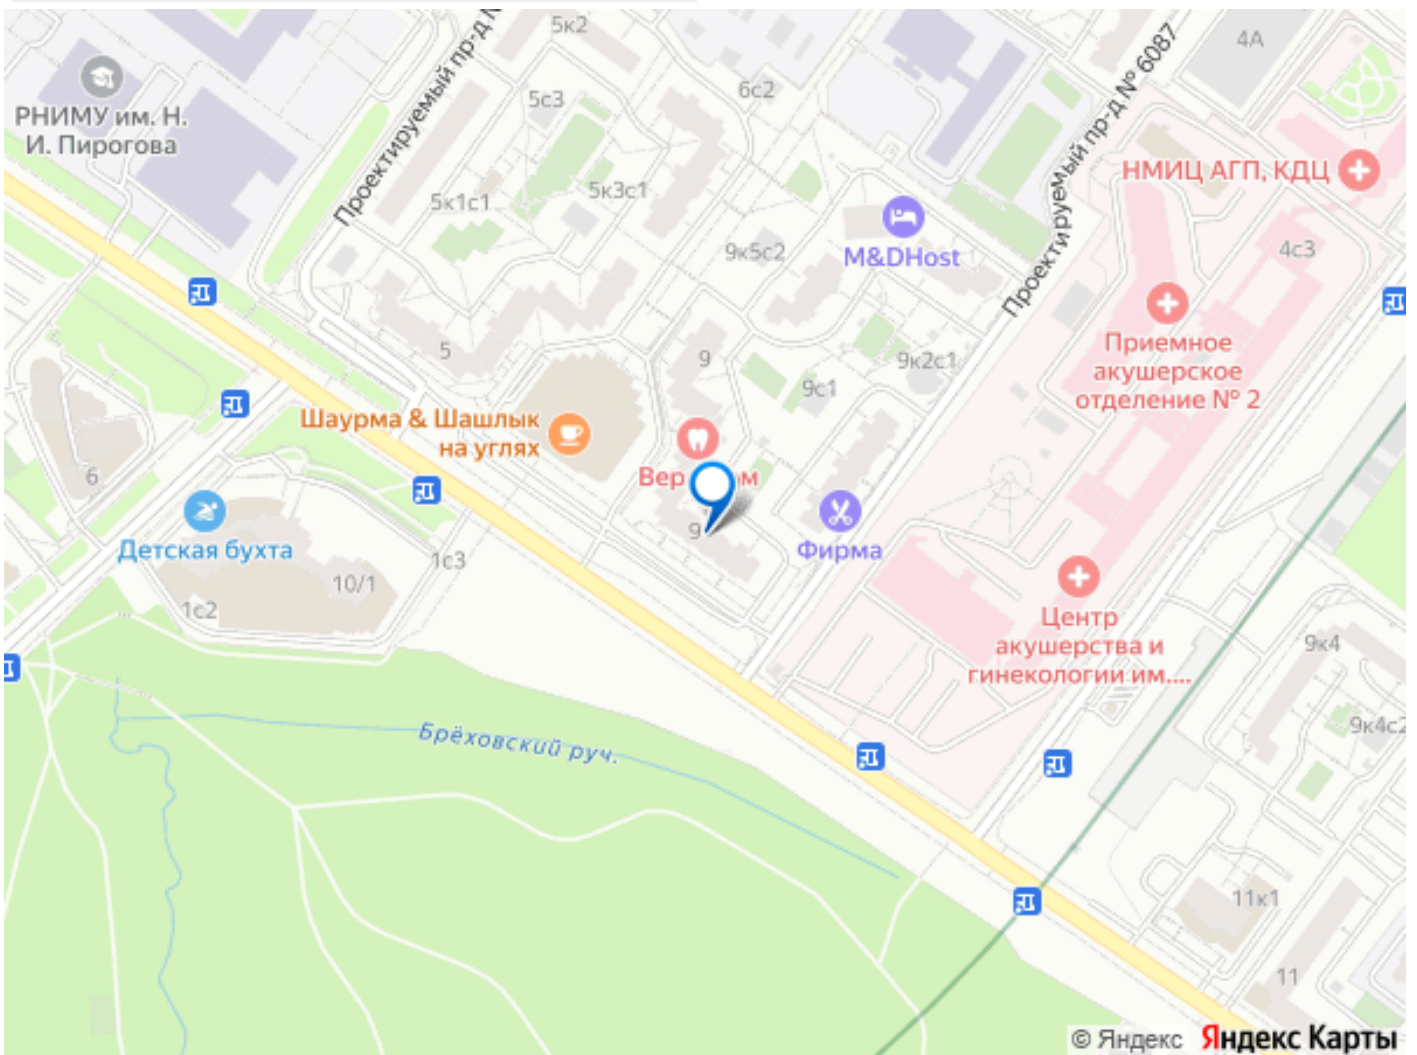 5к2
Проектируемый пр-д №
4А
Проектируемый пр-д № 6087
6с2
5с3
РНИМУ им. Н.
И. Пирогова
НМИЦ АГП, КДЦ
5к3с1
5к1с1
9к5с2
M&DHost
4с3
Приемное
акушерское
отделение № 2
5
9
9к2с1
9с1
Шаурма & Шашлык
на углях
6
Вер
м
9
Фирма
Детская бухта
1с3
10/1
1с2
Центр
акушерства и
гинекологии им....
9к4
Брёховский руч.
9к4с2
11к1
11
© Яндекс Яндекс Карты